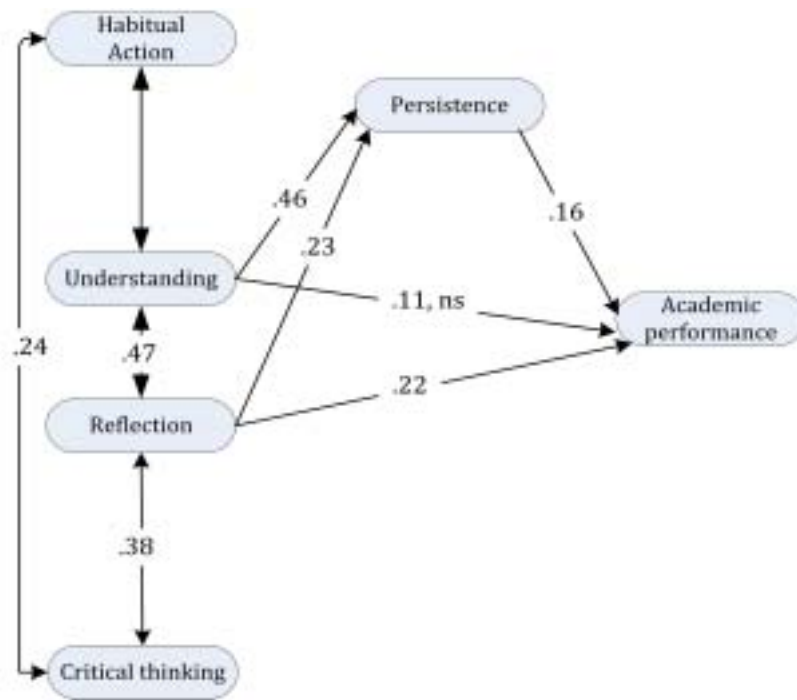 Habitual
Action
Persistence
.46
.16
.23
Understanding
.11, ns
Academic
performance
.24
.47
.22
Reflection
.38
Critical thinking